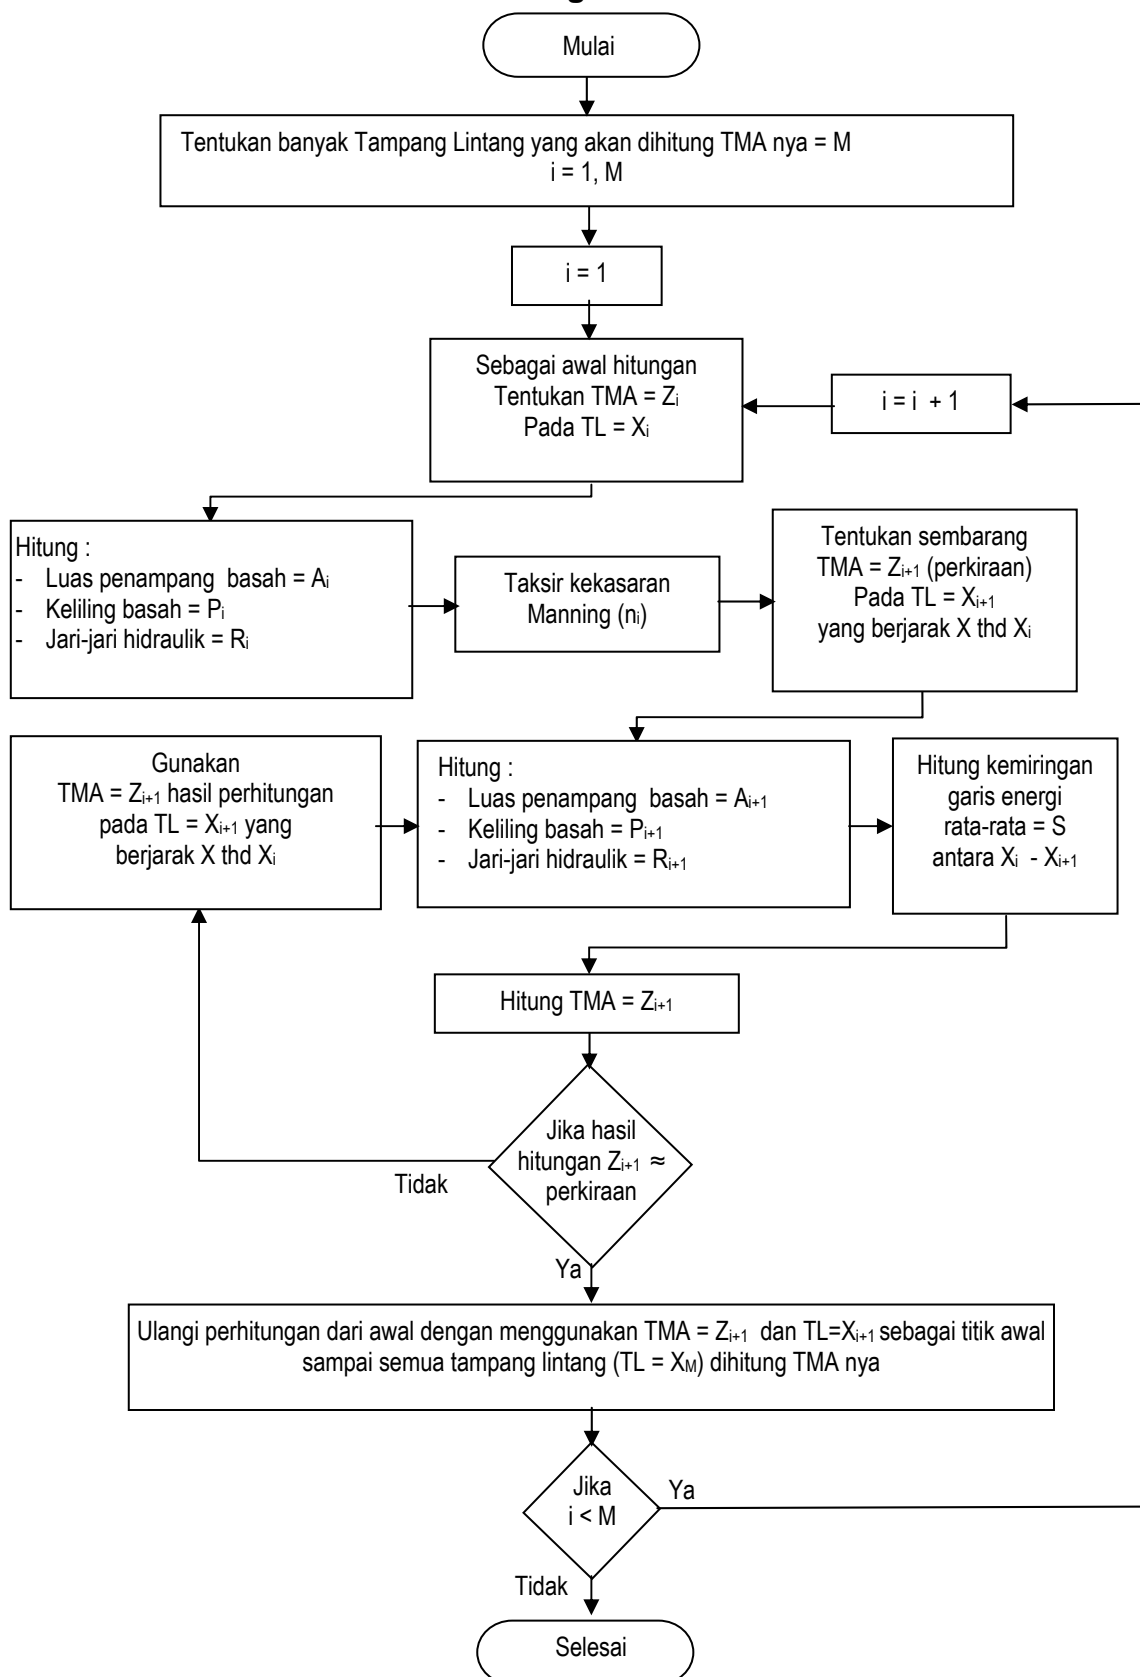 Mulai
Tentukan banyak Tampang Lintang yang akan dihitung TMA nya = M
i = 1, M
i = 1
Sebagai awal hitungan
Tentukan TMA = Zᵢ
Pada TL = Xᵢ
i = i + 1
Hitung :
- Luas penampang basah = Aᵢ
- Keliling basah = Pᵢ
- Jari-jari hidraulik = Rᵢ
Taksir kekasaran
Manning (nᵢ)
Tentukan sembarang
TMA = Zᵢ₊₁ (perkiraan)
Pada TL = Xᵢ₊₁
yang berjarak X thd Xᵢ
Gunakan
TMA = Zᵢ₊₁ hasil perhitungan
pada TL = Xᵢ₊₁ yang
berjarak X thd Xᵢ
Hitung :
- Luas penampang basah = Aᵢ₊₁
- Keliling basah = Pᵢ₊₁
- Jari-jari hidraulik = Rᵢ₊₁
Hitung kemiringan
garis energi
rata-rata = S
antara Xᵢ - Xᵢ₊₁
Hitung TMA = Zᵢ₊₁
Jika hasil
hitungan Zᵢ₊₁ ≈
perkiraan
Tidak
Ya
Ulangi perhitungan dari awal dengan menggunakan TMA = Zᵢ₊₁ dan TL=Xᵢ₊₁ sebagai titik awal
sampai semua tampang lintang (TL = X<sub>M</sub>) dihitung TMA nya
Jika
i < M
Ya
Tidak
Selesai